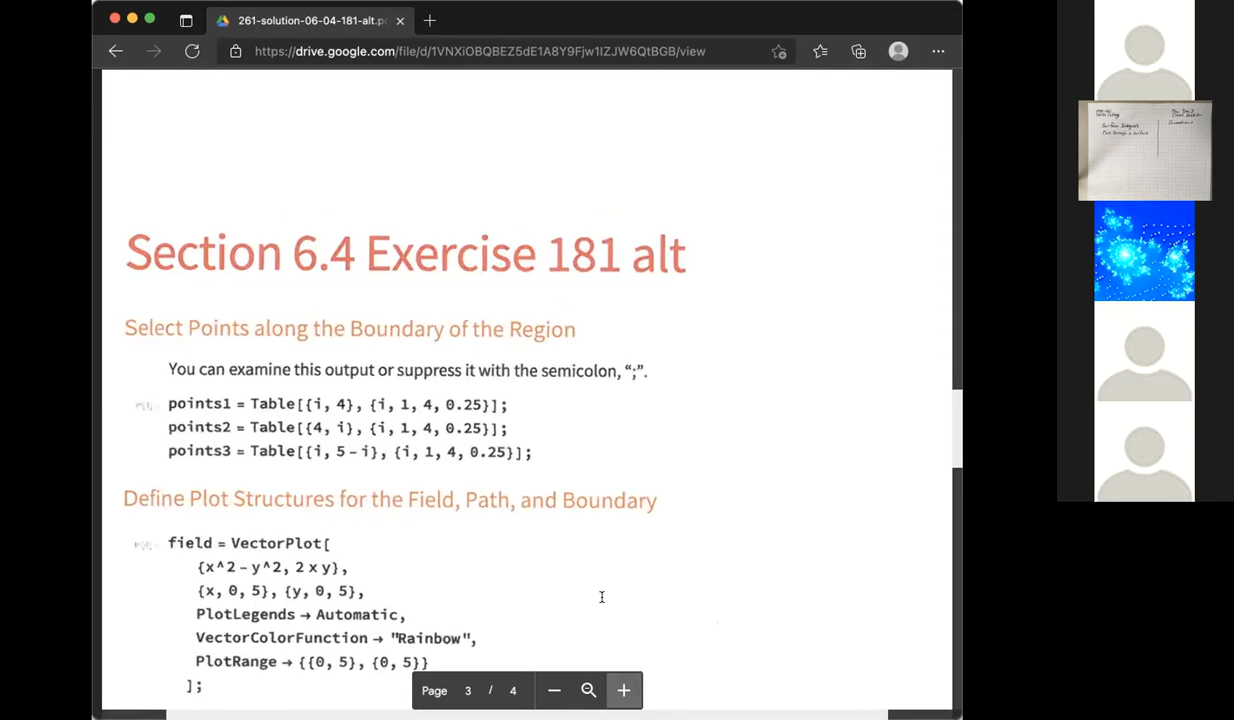 261-solution-06-04-181-alt.p
https://drive.google.com/file/d/1VNXiOBQBEZ5dE1A8Y9Fjw1IZJW6QtBGB/view
Section 6.4 Exercise 181 alt
Select Points along the Boundary of the Region
You can examine this output or suppress it with the semicolon, “;”.
points1 = Table[{i, 4}, {i, 1, 4, 0.25}];
points2 = Table[{4, i}, {i, 1, 4, 0.25}];
points3 = Table[{i, 5 - i}, {i, 1, 4, 0.25}];
Define Plot Structures for the Field, Path, and Boundary
field = VectorPlot[
{x^2 - y^2, 2 x y},
{x, 0, 5}, {y, 0, 5},
PlotLegends → Automatic,
VectorColorFunction → "Rainbow",
PlotRange → {{0, 5}, {0, 5}}
];
Page 3 / 4
Surface Integrals